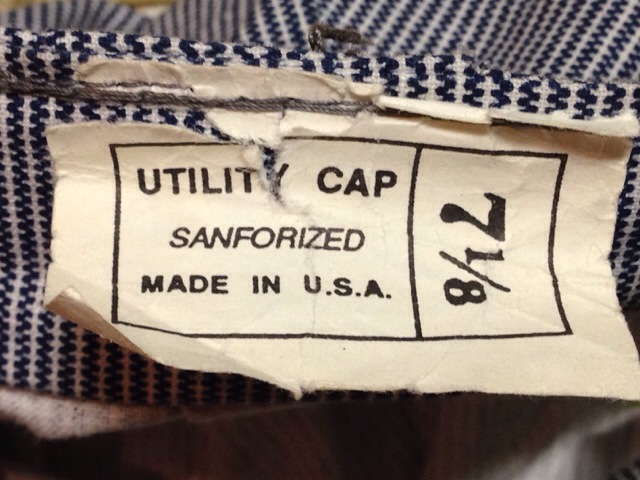 UTILITY CAP
SANFORIZED
MADE IN U.S.A.
7 1/8